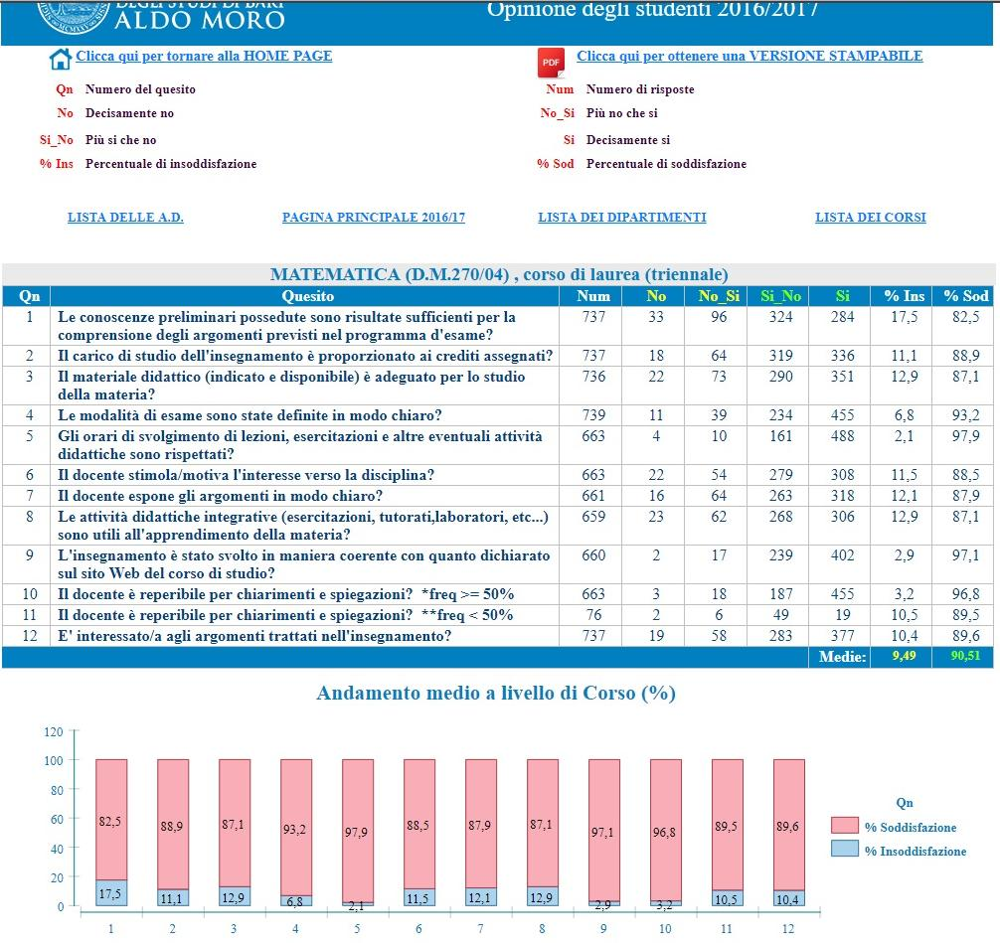 DEGLI STUDI DI BARI
ALDO MORO
Opinione degli studenti 2016/2017
Clicca qui per tornare alla HOME PAGE
PDF
Clicca qui per ottenere una VERSIONE STAMPABILE
Qn Numero del quesito
Num Numero di risposte
No Decisamente no
No_Si Più no che si
Si_No Più si che no
Si Decisamente si
% Ins Percentuale di insoddisfazione
% Sod Percentuale di soddisfazione
LISTA DELLE A.D. PAGINA PRINCIPALE 2016/17 LISTA DEI DIPARTIMENTI LISTA DEI CORSI
MATEMATICA (D.M.270/04) , corso di laurea (triennale)
Qn Quesito Num No No_Si Si_No Si % Ins % Sod
1 Le conoscenze preliminari possedute sono risultate sufficienti per la 737 33 96 324 284 17,5 82,5
comprensione degli argomenti previsti nel programma d'esame?
2 Il carico di studio dell'insegnamento è proporzionato ai crediti assegnati? 737 18 64 319 336 11,1 88,9
3 Il materiale didattico (indicato e disponibile) è adeguato per lo studio 736 22 73 290 351 12,9 87,1
della materia?
4 Le modalità di esame sono state definite in modo chiaro? 739 11 39 234 455 6,8 93,2
5 Gli orari di svolgimento di lezioni, esercitazioni e altre eventuali attività 663 4 10 161 488 2,1 97,9
didattiche sono rispettati?
6 Il docente stimola/motiva l'interesse verso la disciplina? 663 22 54 279 308 11,5 88,5
7 Il docente espone gli argomenti in modo chiaro? 661 16 64 263 318 12,1 87,9
8 Le attività didattiche integrative (esercitazioni, tutorati,laboratori, etc...) 659 23 62 268 306 12,9 87,1
sono utili all'apprendimento della materia?
9 L'insegnamento è stato svolto in maniera coerente con quanto dichiarato 660 2 17 239 402 2,9 97,1
sul sito Web del corso di studio?
10 Il docente è reperibile per chiarimenti e spiegazioni? *freq >= 50% 663 3 18 187 455 3,2 96,8
11 Il docente è reperibile per chiarimenti e spiegazioni? **freq < 50% 76 2 6 49 19 10,5 89,5
12 E' interessato/a agli argomenti trattati nell'insegnamento? 737 19 58 283 377 10,4 89,6
Medie: 9,49 90,51
Andamento medio a livello di Corso (%)
120
100
80
60
40
20
0
82,5 88,9 87,1 93,2 97,9 88,5 87,9 87,1 97,1 96,8 89,5 89,6
17,5 11,1 12,9 6,8 2,1 11,5 12,1 12,9 2,9 3,2 10,5 10,4
1 2 3 4 5 6 7 8 9 10 11 12
Qn
% Soddisfazione
% Insoddisfazione